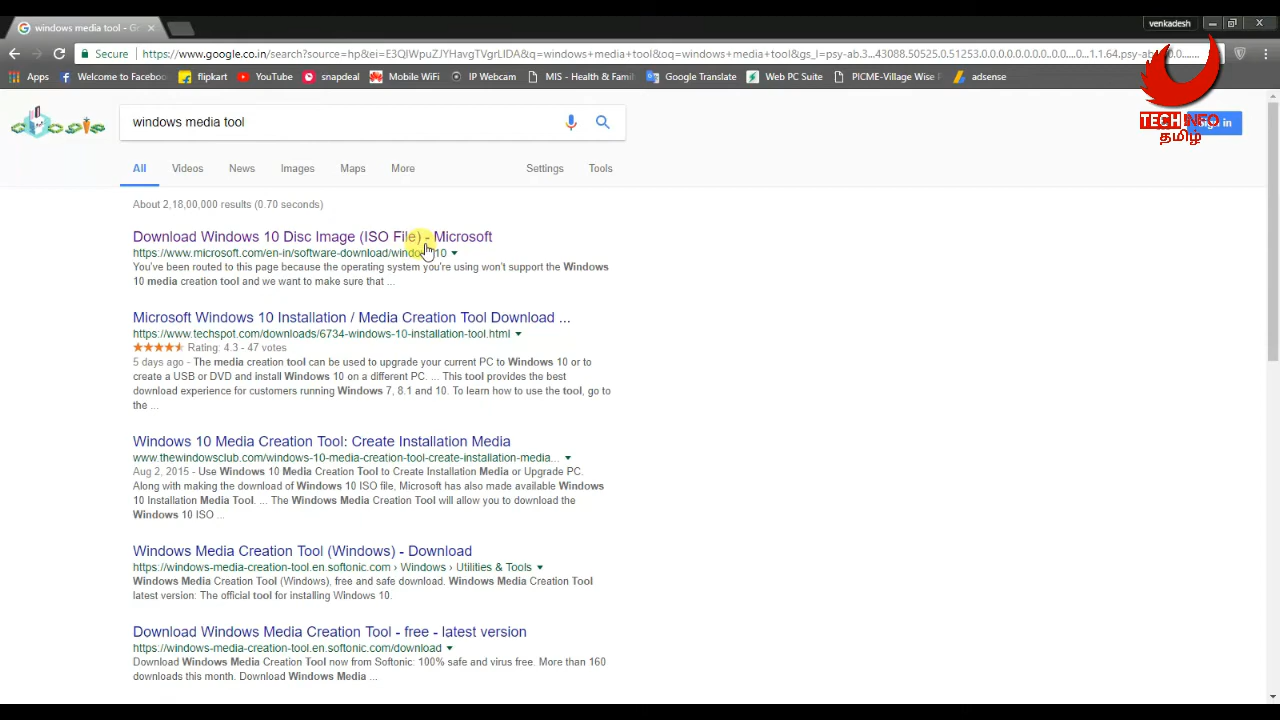 windows media tool - Go
venkadesh
Secure https://www.google.co.in/search?source=hp&ei=E3QIWpuZJYHavgTVgrLIDA&q=windows+media+tool&oq=windows+media+tool&gs_l=psy-ab.3...43088.50525.0.51253.0.0.0.0.0.0.0.0..0.0....0...1.1.64.psy-ab..0.0.0....
Apps Welcome to Faceboo flipkart YouTube snapdeal Mobile WiFi IP Webcam MIS - Health & Fami Google Translate Web PC Suite PICME-Village Wise P adsense
windows media tool
TECH INFO Sign in
தமிழ்
All Videos News Images Maps More Settings Tools
About 2,18,00,000 results (0.70 seconds)
Download Windows 10 Disc Image (ISO File) - Microsoft
https://www.microsoft.com/en-in/software-download/windo 10
You've been routed to this page because the operating system you're using won't support the Windows
10 media creation tool and we want to make sure that ...
Microsoft Windows 10 Installation / Media Creation Tool Download ...
https://www.techspot.com/downloads/6734-windows-10-installation-tool.html
Rating: 4.3 - 47 votes
5 days ago - The media creation tool can be used to upgrade your current PC to Windows 10 or to
create a USB or DVD and install Windows 10 on a different PC. ... This tool provides the best
download experience for customers running Windows 7, 8.1 and 10. To learn how to use the tool, go to
the ...
Windows 10 Media Creation Tool: Create Installation Media
www.thewindowsclub.com/windows-10-media-creation-tool-create-installation-media...
Aug 2, 2015 - Use Windows 10 Media Creation Tool to Create Installation Media or Upgrade PC.
Along with making the download of Windows 10 ISO file, Microsoft has also made available Windows
10 Installation Media Tool. ... The Windows Media Creation Tool will allow you to download the
Windows 10 ISO ...
Windows Media Creation Tool (Windows) - Download
https://windows-media-creation-tool.en.softonic.com › Windows › Utilities & Tools
Windows Media Creation Tool (Windows), free and safe download. Windows Media Creation Tool
latest version: The official tool for installing Windows 10.
Download Windows Media Creation Tool - free - latest version
https://windows-media-creation-tool.en.softonic.com/download
Download Windows Media Creation Tool now from Softonic: 100% safe and virus free. More than 160
downloads this month. Download Windows Media ...